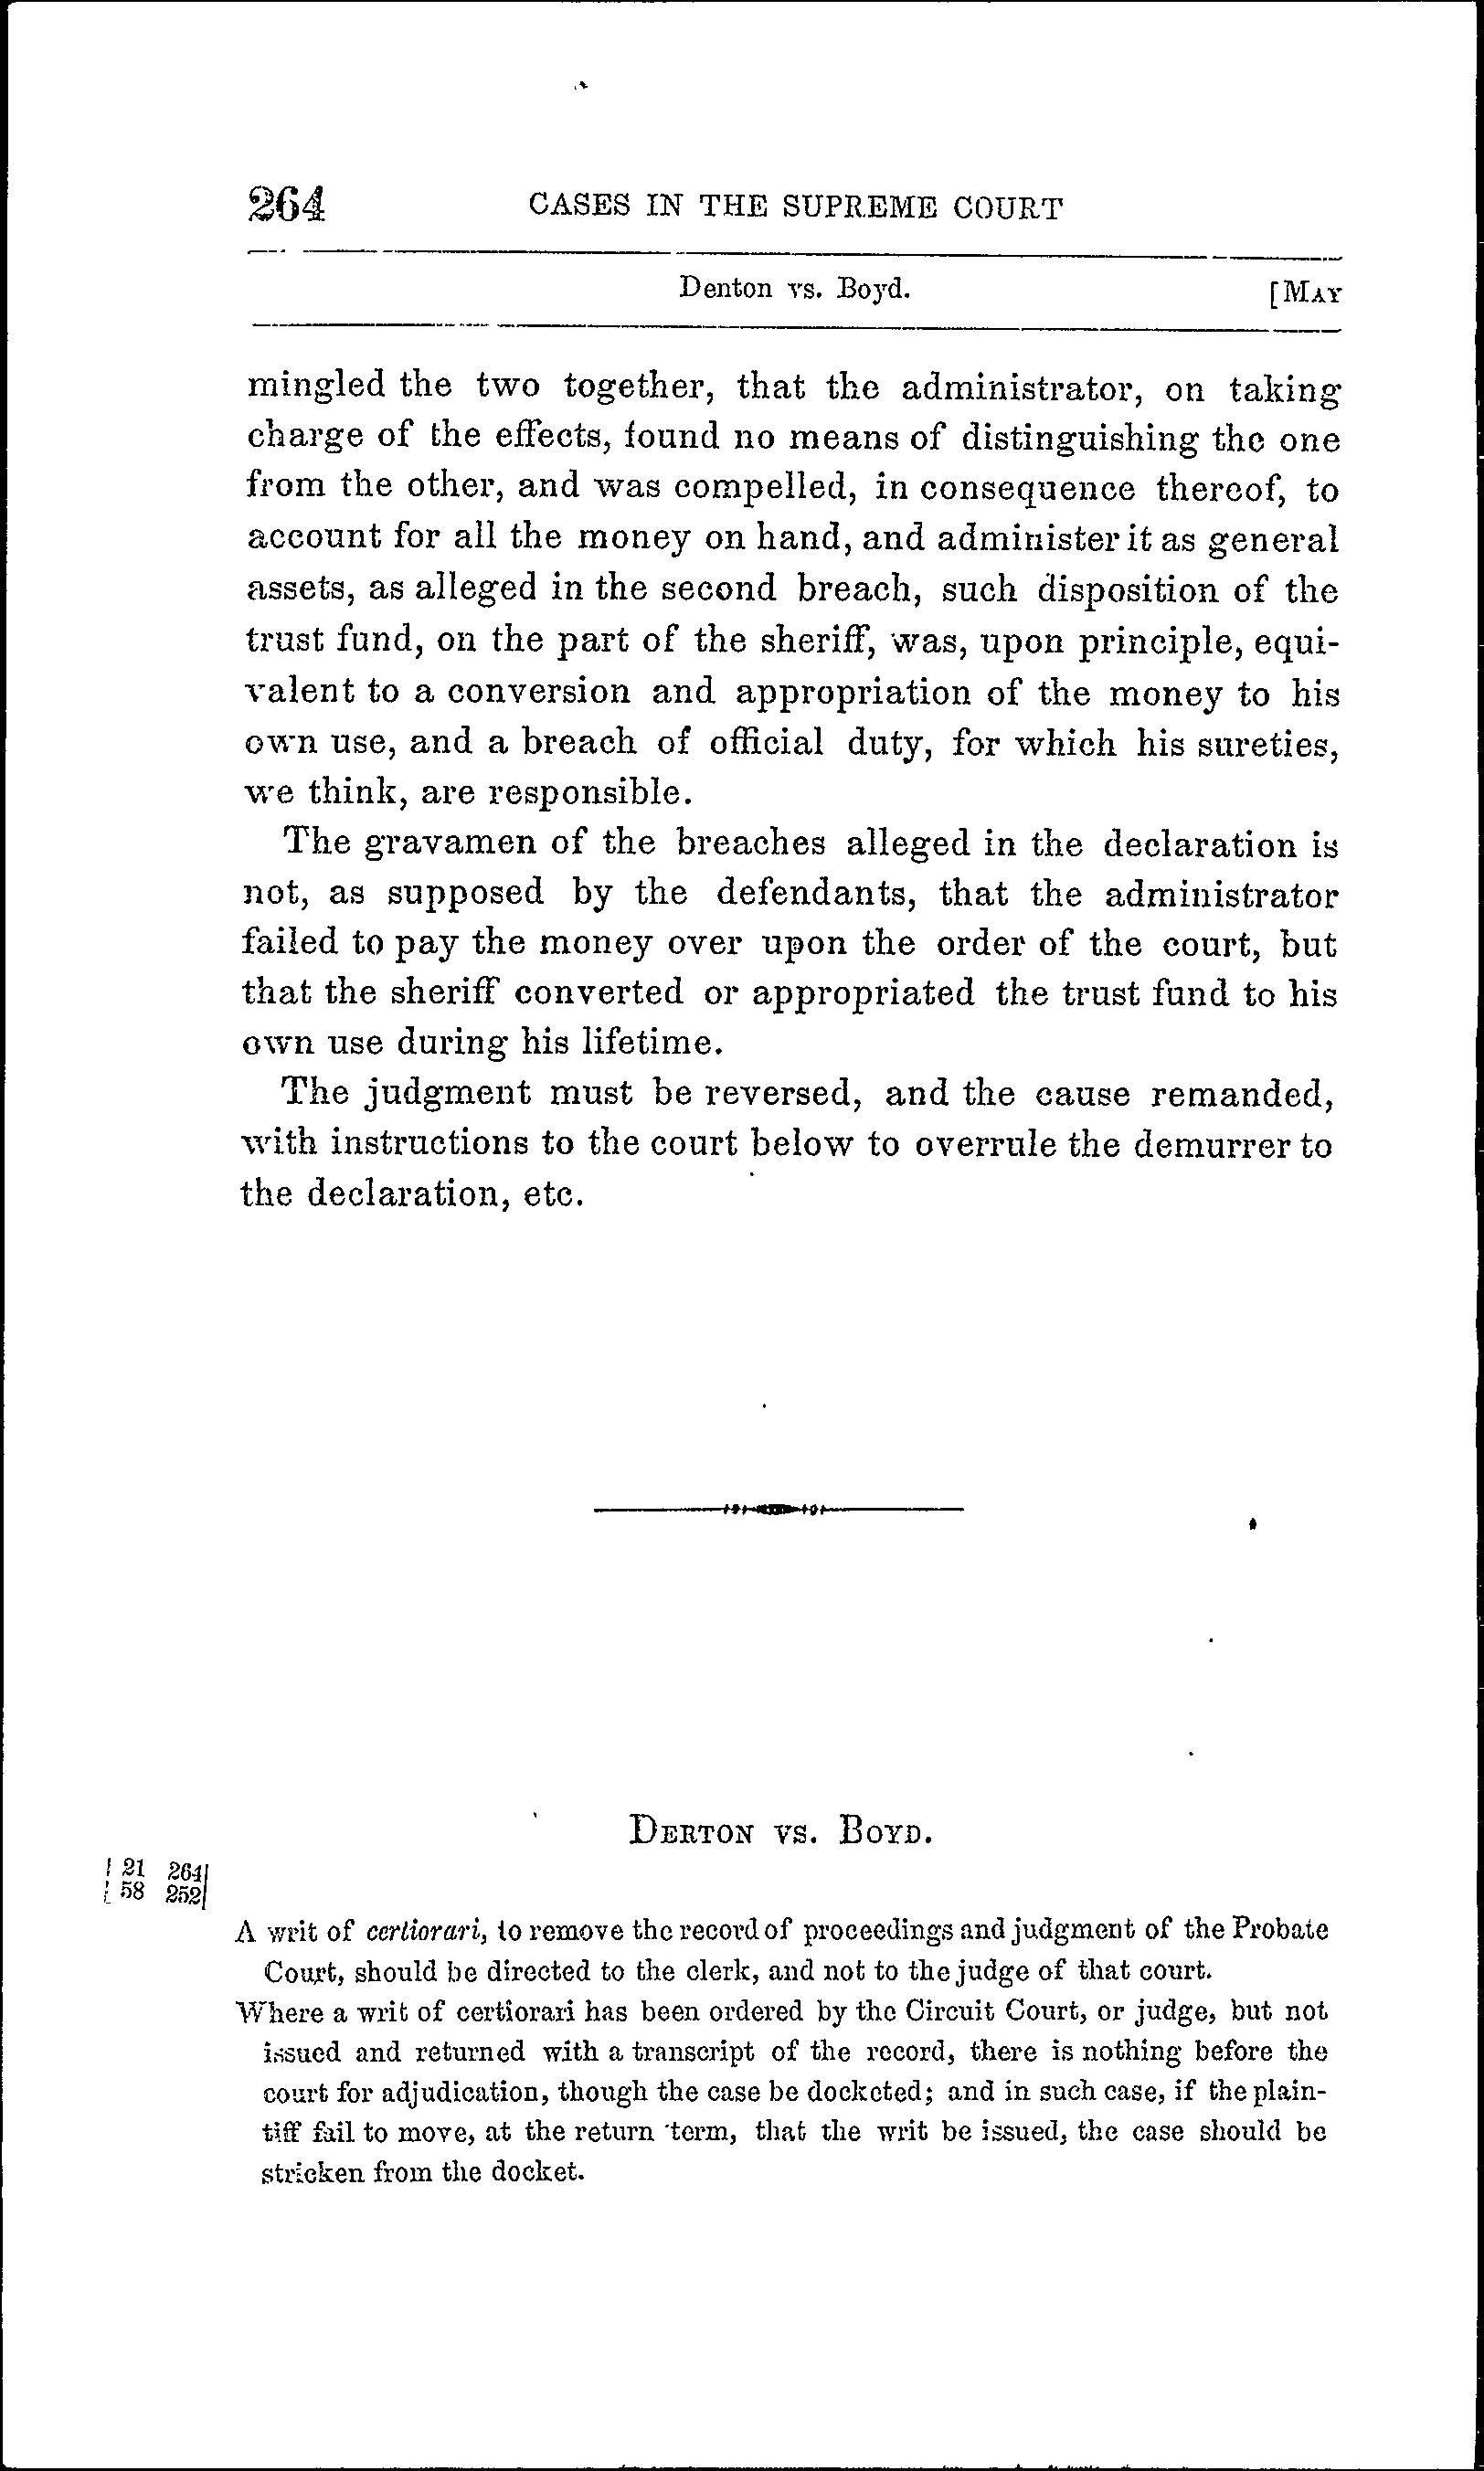 264 CASES IN THE SUPREME COURT
Denton vs. Boyd. [MAY
mingled the two together, that the administrator, on taking
charge of the effects, found no means of distinguishing the one
from the other, and was compelled, in consequence thereof, to
account for all the money on hand, and administer it as general
assets, as alleged in the second breach, such disposition of the
trust fund, on the part of the sheriff, was, upon principle, equi-
valent to a conversion and appropriation of the money to his
own use, and a breach of official duty, for which his sureties,
we think, are responsible.
The gravamen of the breaches alleged in the declaration is
not, as supposed by the defendants, that the administrator
failed to pay the money over upon the order of the court, but
that the sheriff converted or appropriated the trust fund to his
own use during his lifetime.
The judgment must be reversed, and the cause remanded,
with instructions to the court below to overrule the demurrer to
the declaration, etc.
DERTON VS. BOYD.
21 264
58 252
A writ of certiorari, to remove the record of proceedings and judgment of the Probate
Court, should be directed to the clerk, and not to the judge of that court.
Where a writ of certiorari has been ordered by the Circuit Court, or judge, but not
issued and returned with a transcript of the record, there is nothing before the
court for adjudication, though the case be docketed; and in such case, if the plain-
tiff fail to move, at the return term, that the writ be issued, the case should be
stricken from the docket.